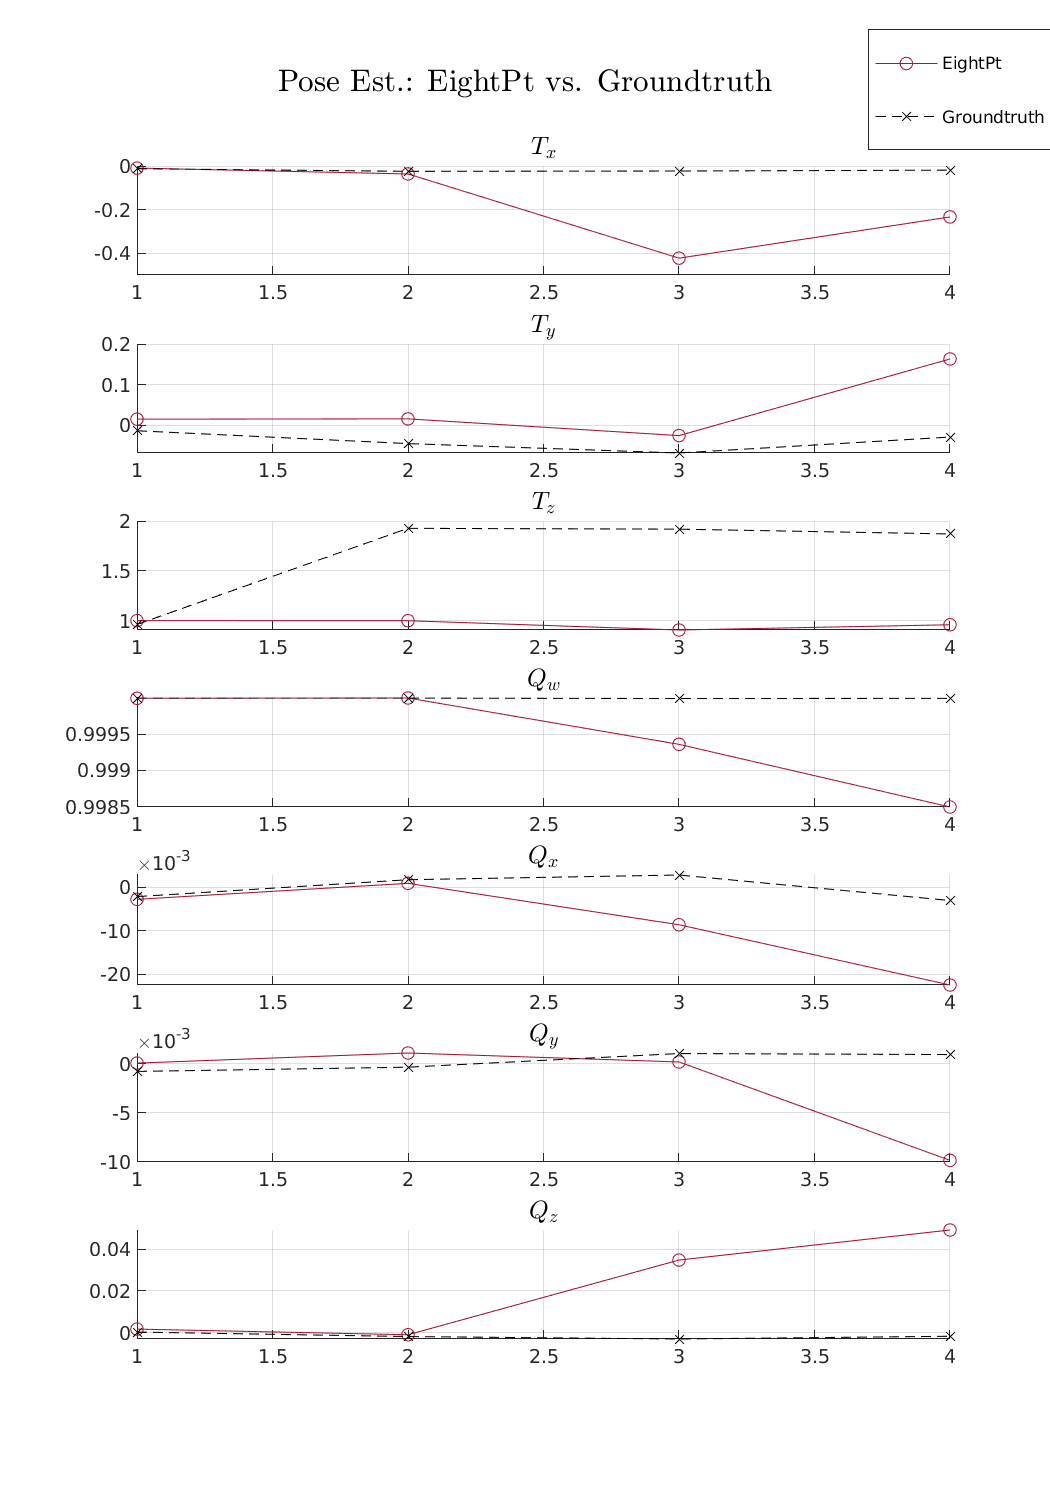 EightPt
Pose Est.: EightPt vs. Groundtruth
Groundtruth
T_x
0
-0.2
-0.4
1 1.5 2 2.5 3 3.5 4
T_y
0.2
0.1
0
1 1.5 2 2.5 3 3.5 4
T_z
2
1.5
1
1 1.5 2 2.5 3 3.5 4
Q_w
0.9995
0.999
0.9985
1 1.5 2 2.5 3 3.5 4
Q_x
×10^-3
0
-10
-20
1 1.5 2 2.5 3 3.5 4
Q_y
×10^-3
0
-5
-10
1 1.5 2 2.5 3 3.5 4
Q_z
0.04
0.02
0
1 1.5 2 2.5 3 3.5 4